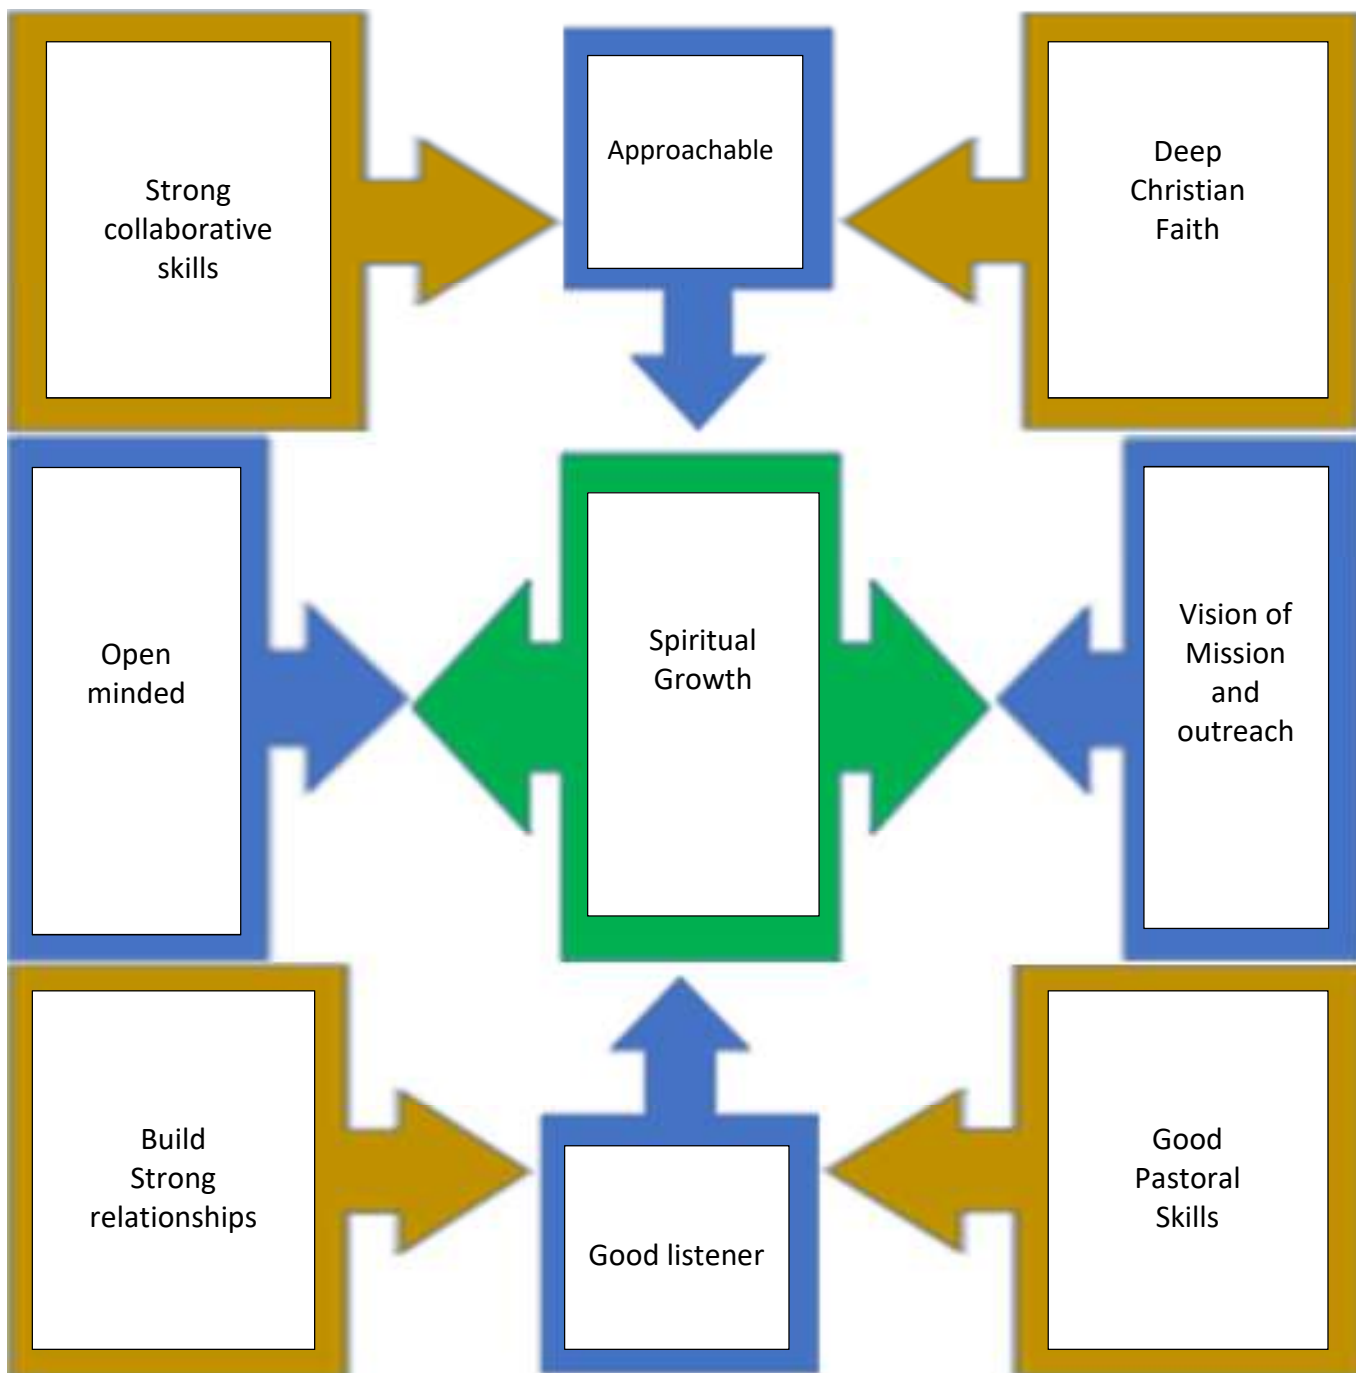 Strong
collaborative
skills
Approachable
Deep
Christian
Faith
Open
minded
Spiritual
Growth
Vision of
Mission
and
outreach
Build
Strong
relationships
Good listener
Good
Pastoral
Skills